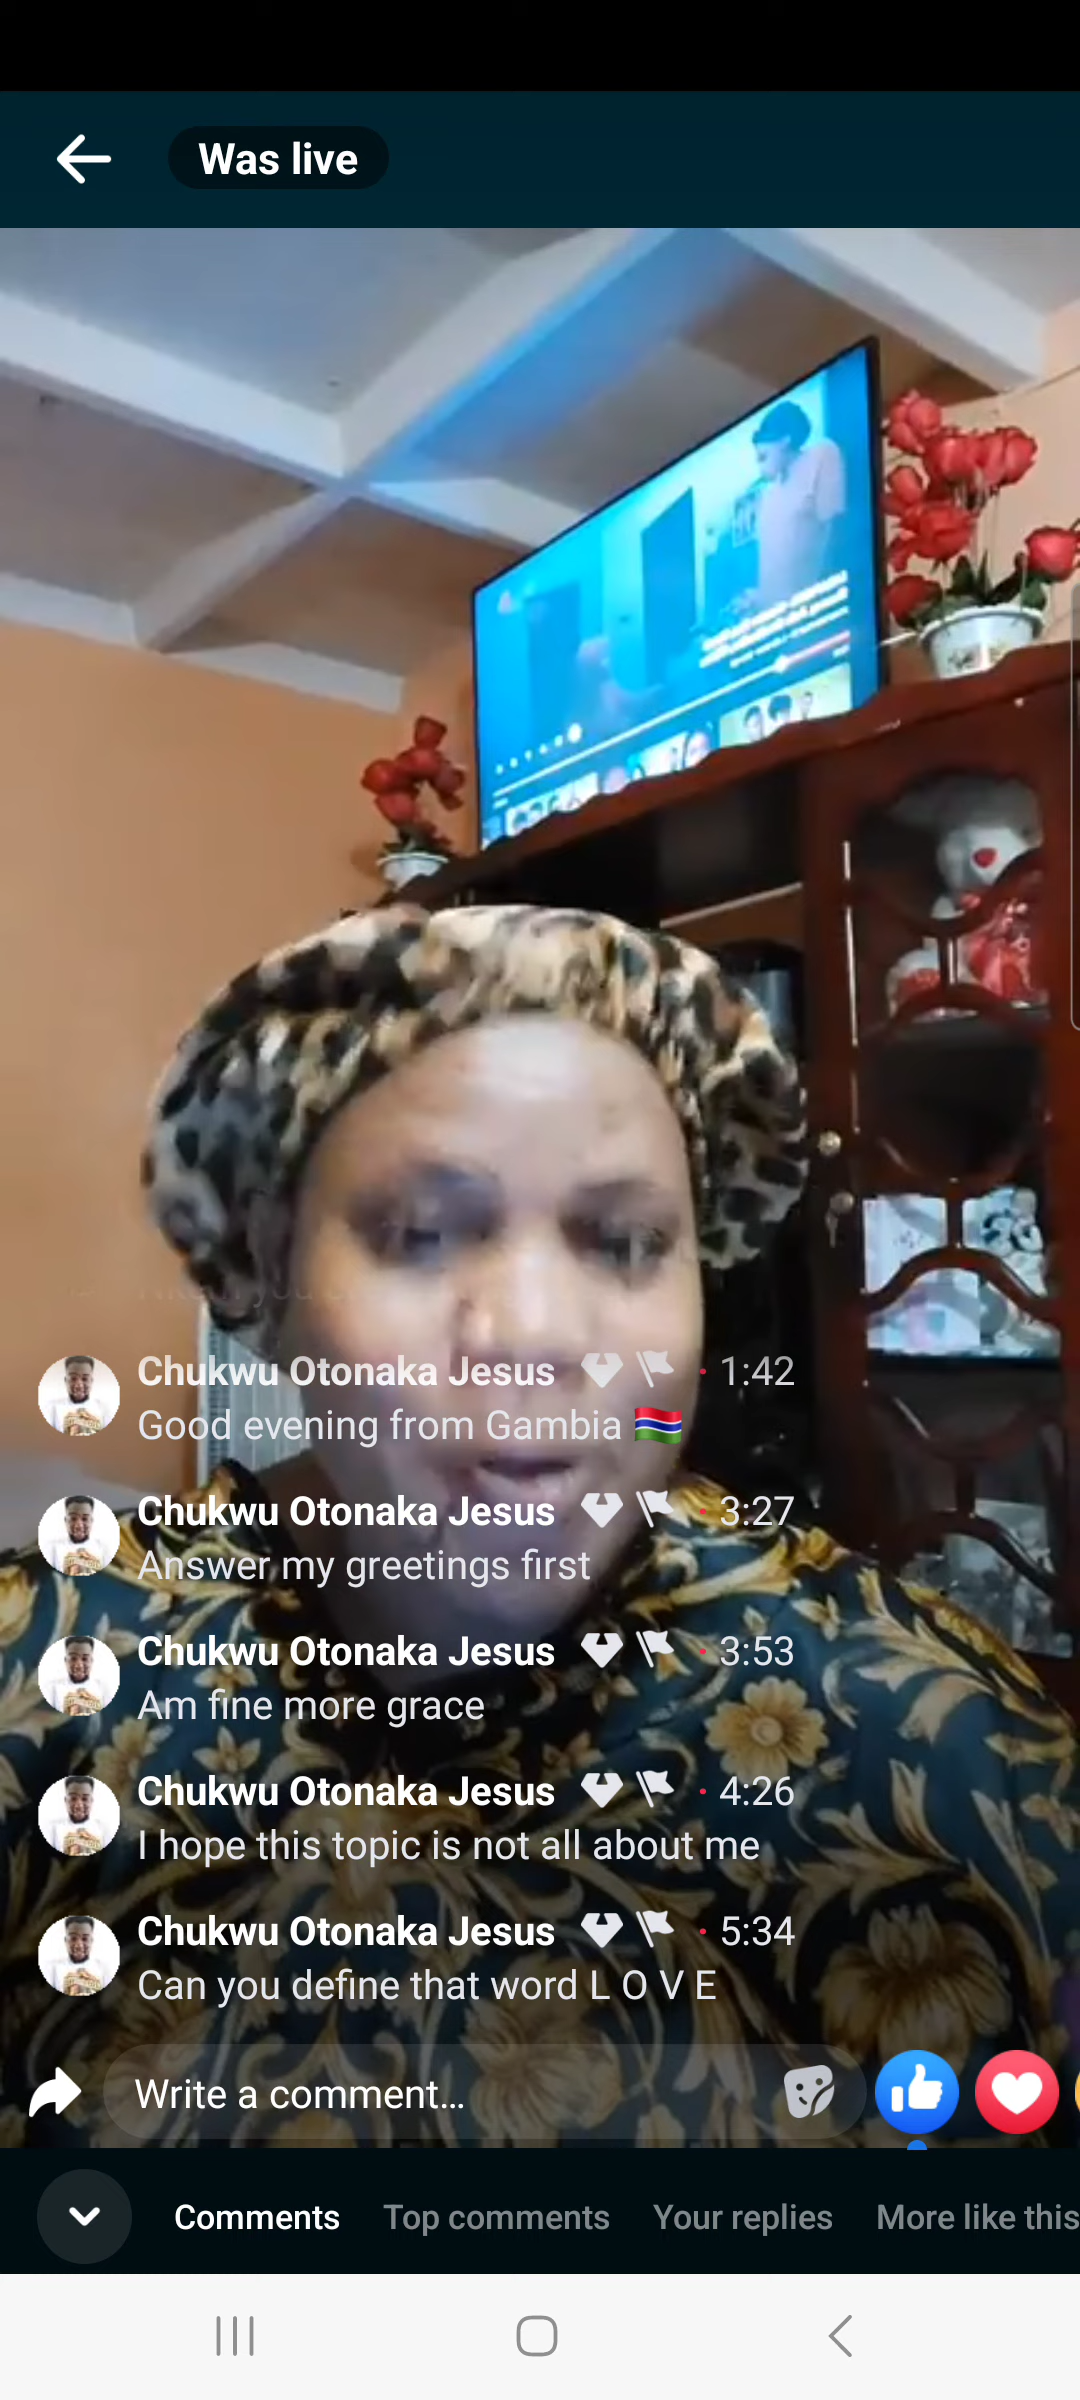 Was live
Chukwu Otonaka Jesus · 1:42
Good evening from Gambia 🇬🇲
Chukwu Otonaka Jesus · 3:27
Answer my greetings first
Chukwu Otonaka Jesus · 3:53
Am fine more grace
Chukwu Otonaka Jesus · 4:26
I hope this topic is not all about me
Chukwu Otonaka Jesus · 5:34
Can you define that word L O V E
Write a comment...
Comments Top comments Your replies More like this